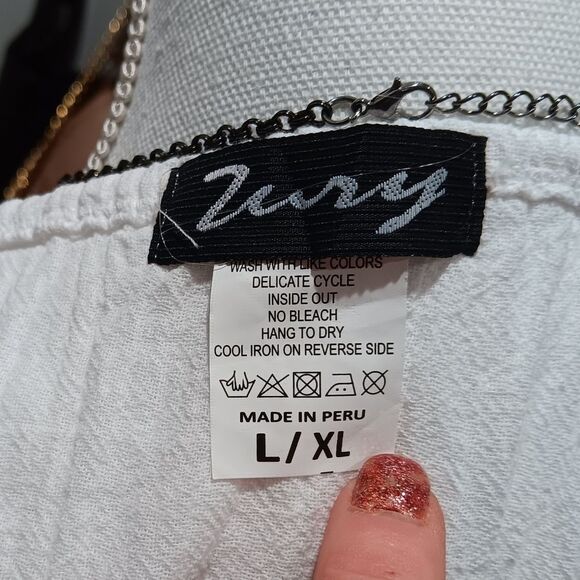 Zury
WASH WITH LIKE COLORS
DELICATE CYCLE
INSIDE OUT
NO BLEACH
HANG TO DRY
COOL IRON ON REVERSE SIDE
MADE IN PERU
L/XL